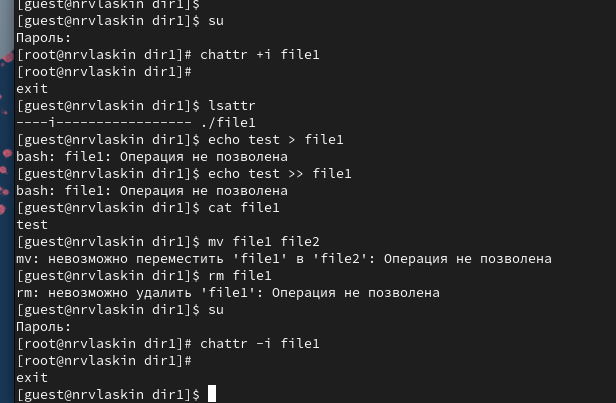 [guest@nrvlaskin dir1]$
[guest@nrvlaskin dir1]$ su
Пароль:
[root@nrvlaskin dir1]# chattr +i file1
[root@nrvlaskin dir1]#
exit
[guest@nrvlaskin dir1]$ lsattr
----i----------------- ./file1
[guest@nrvlaskin dir1]$ echo test > file1
bash: file1: Операция не позволена
[guest@nrvlaskin dir1]$ echo test >> file1
bash: file1: Операция не позволена
[guest@nrvlaskin dir1]$ cat file1
test
[guest@nrvlaskin dir1]$ mv file1 file2
mv: невозможно переместить 'file1' в 'file2': Операция не позволена
[guest@nrvlaskin dir1]$ rm file1
rm: невозможно удалить 'file1': Операция не позволена
[guest@nrvlaskin dir1]$ su
Пароль:
[root@nrvlaskin dir1]# chattr -i file1
[root@nrvlaskin dir1]#
exit
[guest@nrvlaskin dir1]$